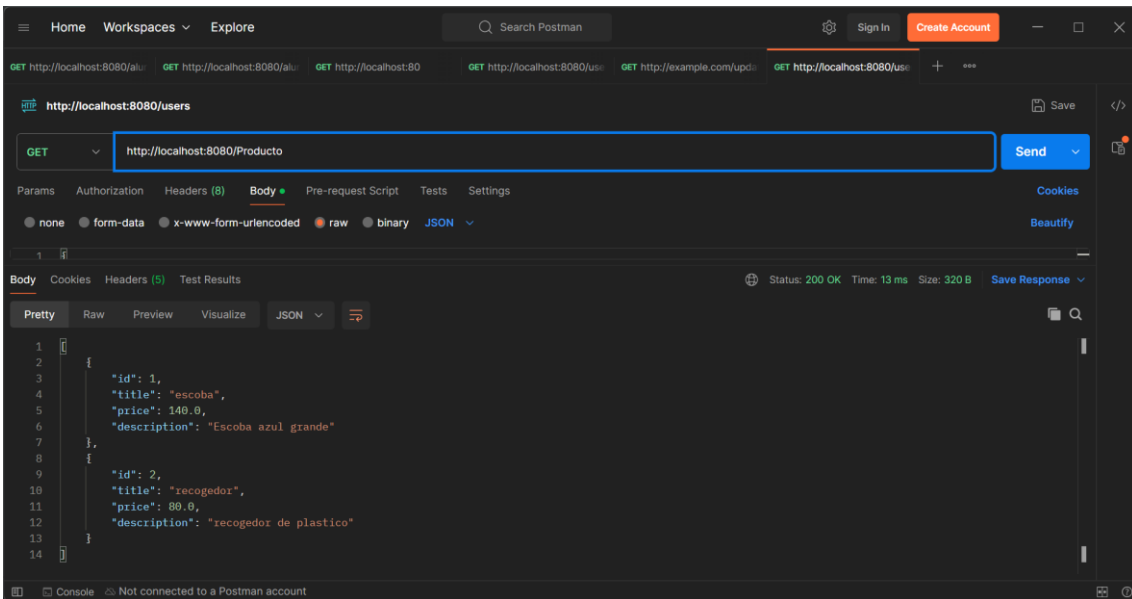 Home Workspaces Explore Search Postman Sign In Create Account
GET http://localhost:8080/alu GET http://localhost:8080/alu GET http://localhost:80 GET http://localhost:8080/use GET http://example.com/upda GET http://localhost:8080/use
HTTP http://localhost:8080/users Save
GET http://localhost:8080/Producto Send
Params Authorization Headers (8) Body Pre-request Script Tests Settings Cookies
none form-data x-www-form-urlencoded raw binary JSON Beautify
1 {
Body Cookies Headers (5) Test Results Status: 200 OK Time: 13 ms Size: 320 B Save Response
Pretty Raw Preview Visualize JSON
1 [
2 {
3 "id": 1,
4 "title": "escoba",
5 "price": 140.0,
6 "description": "Escoba azul grande"
7 },
8 {
9 "id": 2,
10 "title": "recogedor",
11 "price": 80.0,
12 "description": "recogedor de plastico"
13 }
14 ]
Console Not connected to a Postman account